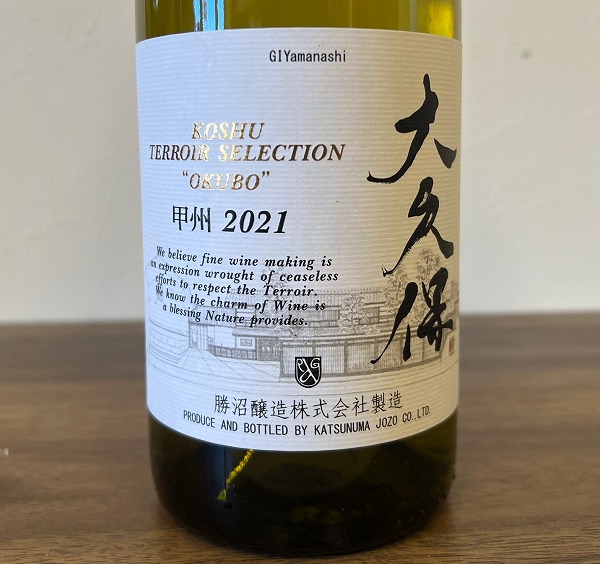 GIYamanashi
KOSHU
TERROIR SELECTION
"OKUBO"
甲州 2021
大久保
We believe fine wine making is
an expression wrought of ceaseless
efforts to respect the Terroir.
We know the charm of Wine is
a blessing Nature provides.
勝沼醸造株式会社製造
PRODUCE AND BOTTLED BY KATSUNUMA JOZO CO.,LTD.